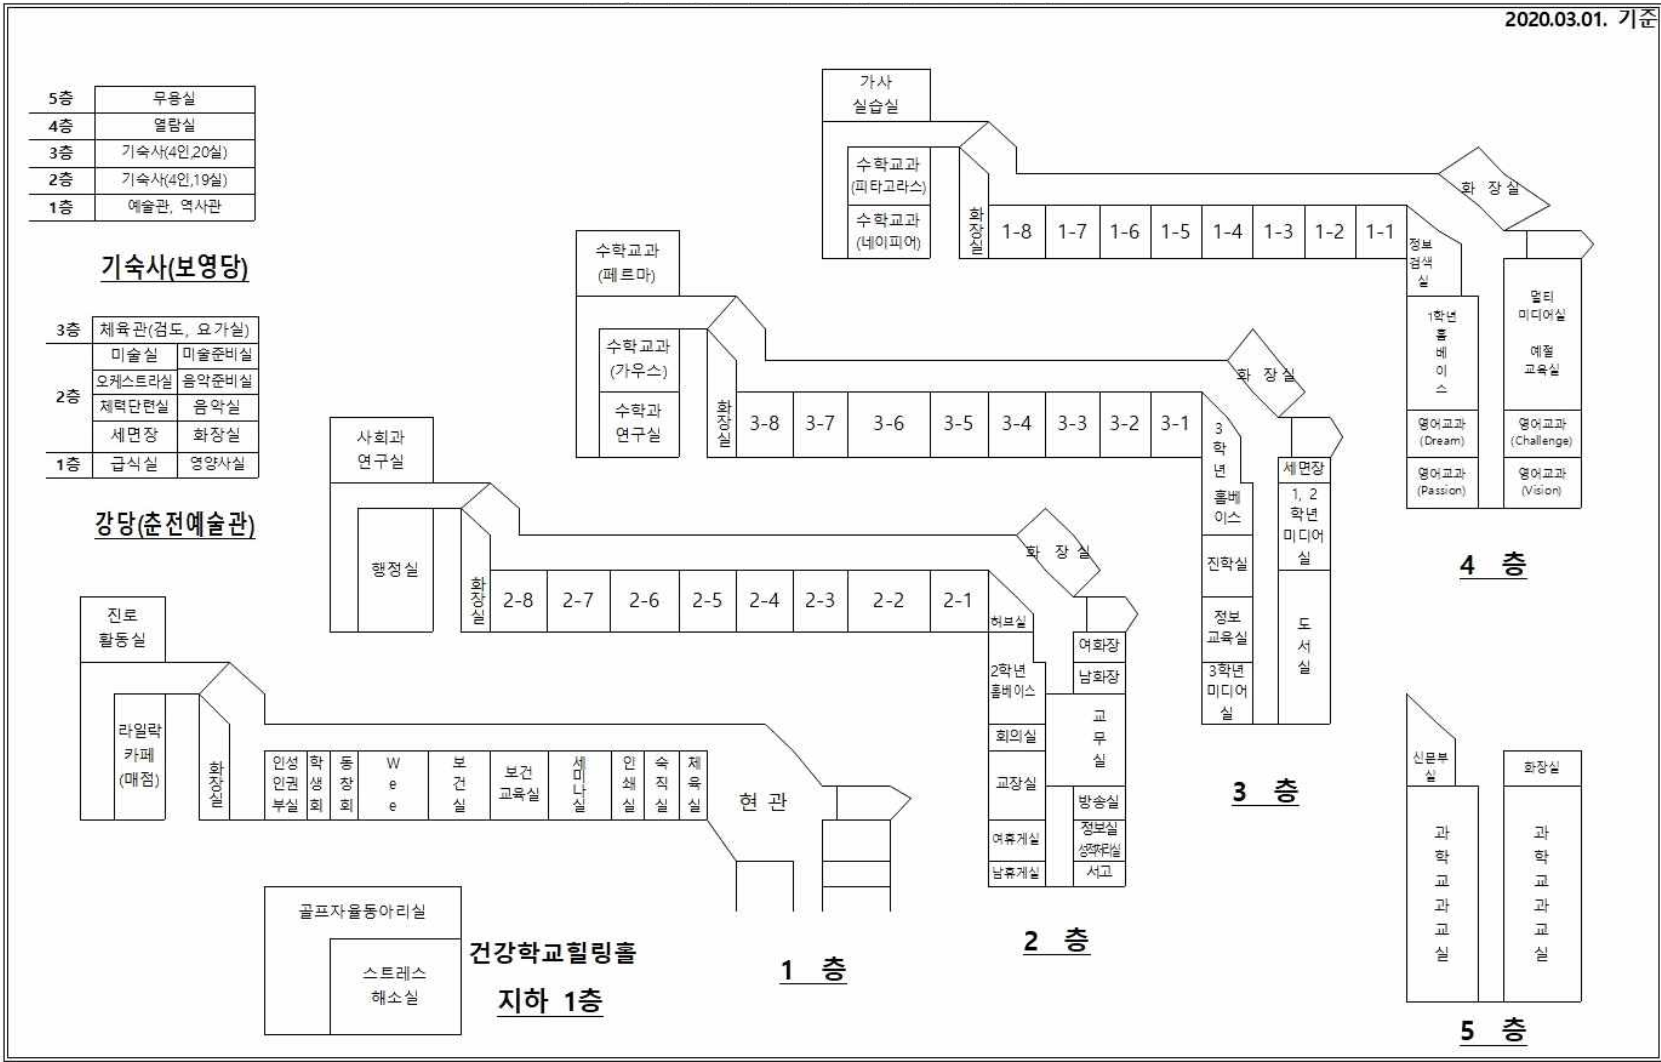 2020.03.01. 기준
5층 무용실
4층 열람실
3층 기숙사(4인,20실)
2층 기숙사(4인,19실)
1층 예술관, 역사관
기숙사(보영당)
3층 체육관(검도, 요가실)
2층
미술실 미술준비실
오케스트라실 음악준비실
체력단련실 음악실
세면장 화장실
1층 급식실 영양사실
강당(춘전예술관)
가사
실습실
수학교과
(피타고라스)
수학교과
(네이피어)
화
장
실
1-8 1-7 1-6 1-5 1-4 1-3 1-2 1-1
화 장 실
정보
검색
실
1학년
홈
베
이
스
영어교과
(Dream)
영어교과
(Passion)
멀티
미디어실
예절
교육실
영어교과
(Challenge)
영어교과
(Vision)
4 층
수학교과
(페르마)
수학교과
(가우스)
수학과
연구실
화
장
실
3-8 3-7 3-6 3-5 3-4 3-3 3-2 3-1
화 장 실
3
학
년
홈베
이스
진학실
정보
교육실
3학년
미디어
실
세면장
1, 2
학년
미디어
실
도
서
실
3 층
사회과
연구실
행정실
화
장
실
2-8 2-7 2-6 2-5 2-4 2-3 2-2 2-1
화 장 실
허브실
2학년
홈베이스
회의실
교장실
여휴게실
남휴게실
여화장
남화장
교
무
실
방송실
정보실
성적처리실
서고
2 층
진로
활동실
라일락
카페
(매점)
화
장
실
인성
인권
부실
학
생
회
동
창
회
W
e
e
보
건
실
보건
교육실
세
미
나
실
인
쇄
실
숙
직
실
체
육
실
현 관
1 층
골프자율동아리실
스트레스
해소실
건강학교힐링홀
지하 1층
신문부
실
화장실
과
학
교
과
교
실
과
학
교
과
교
실
5 층